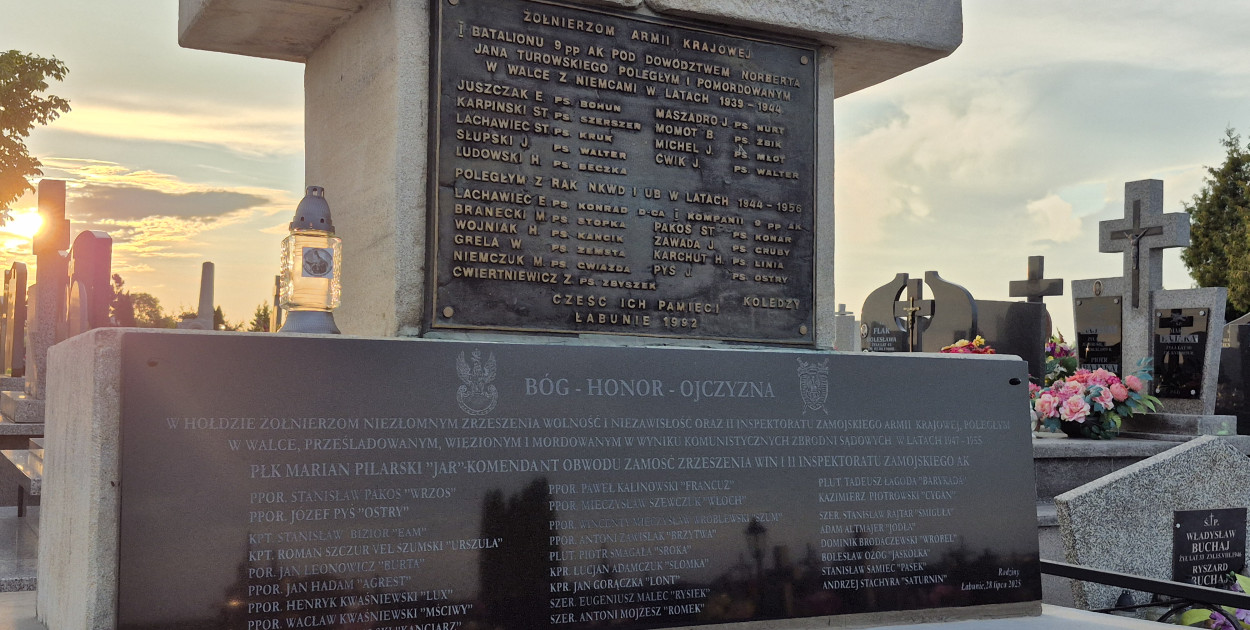 ŻOŁNIERZOM ARMII KRAJOWEJ
I BATALIONU 9 PP AK POD DOWÓDZTWEM NORBERTA
JANA TUROWSKIEGO POLEGŁYM I POMORDOWANYM
W WALCE Z NIEMCAMI W LATACH 1939 - 1944
JUSZCZAK E. PS. BOHUN
KARPIŃSKI ST. PS. SZERSZEŃ
LACHAWIEC ST. PS. KRUK
SŁUPSKI J. PS. WALTER
LUDOWSKI H. PS. BECZKA
MASZADRO J. PS. NURT
MOMOT B. PS. ŻBIK
MICHEL J. PS. MŁOT
ĆWIK J. PS. WALTER
POLEGŁYM Z RĄK NKWD I UB W LATACH 1944 - 1956
LACHAWIEC E. PS. KONRAD D-CA I KOMPANII 9 PP AK
BRANECKI M. PS. STOPKA
WOJNIAK H. PS. KAŃCIK
GRELA W. PS. ZEMSTA
NIEMCZUK M. PS. GWIAZDA
ĆWIERTNIEWICZ Z. PS. ZBYSZEK
PAKOS ST. PS. KONAR
ZAWADA J. PS. GRUBY
KARCHUT H. PS. LINIA
PYŚ J. PS. OSTRY
CZEŚĆ ICH PAMIĘCI KOLEDZY
ŁABUNIE 1992
BÓG - HONOR - OJCZYZNA
W HOŁDZIE ŻOŁNIERZOM NIEZŁOMNYM ZRZESZENIA WOLNOŚĆ I NIEZAWISŁOŚĆ ORAZ II INSPEKTORATU ZAMOJSKIEGO ARMII KRAJOWEJ, POLEGŁYM
W WALCE, PRZEŚLADOWANYM, WIĘZIONYM I MORDOWANYM W WYNIKU KOMUNISTYCZNYCH ZBRODNI SĄDOWYCH W LATACH 1947 - 1955
PŁK MARIAN PILARSKI "JAR"-KOMENDANT OBWODU ZAMOŚĆ ZRZESZENIA WIN I II INSPEKTORATU ZAMOJSKIEGO AK
PPOR. STANISŁAW PAKOS "WRZOS"
PPOR. JÓZEF PYŚ "OSTRY"
KPT. STANISŁAW BIZIOR "EAM"
KPT. ROMAN SZCZUR VEL SZUMSKI "URSZULA"
POR. JAN LEONOWICZ "BURTA"
PPOR. JAN HADAM "AGREST"
PPOR. HENRYK KWAŚNIEWSKI "LUX"
PPOR. WACŁAW KWAŚNIEWSKI "MŚCIWY"
"KANCIARZ"
PPOR. PAWEŁ KALINOWSKI "FRANCUZ"
PPOR. MIECZYSŁAW SZEWCZUK "WŁOCH"
PPOR. WINCENTY MIECZYSŁAW WRÓBLEWSKI "SZUM"
PPOR. ANTONI ZAWIŚLAK "BRZYTWA"
PLUT. PIOTR SMAGAŁA "SROKA"
KPR. LUCJAN ADAMCZUK "SŁOMKA"
KPR. JAN GORĄCZKA "LONT"
SZER. EUGENIUSZ MALEC "RYSIEK"
SZER. ANTONI MOJZESZ "ROMEK"
PLUT TADEUSZ ŁAGODA "BARYKADA"
KAZIMIERZ PIOTROWSKI "CYGAN"
SZER. STANISŁAW RAJTAR "ŚMIGŁA"
ADAM ALTMAJER "JODŁA"
DOMINIK BRODACZEWSKI "WRÓBEL"
BOLESŁAW OŻÓG "JASKÓŁKA"
STANISŁAW SAMIEC "PASEK"
ANDRZEJ STACHYRA "SATURNIN"
Rodziny
Łabunie, 28 lipca 2025
FLAK
BOLESŁAWA
Ś.†P.
WŁADYSŁAW
BUCHAJ
RYSZARD
BUCHAJ